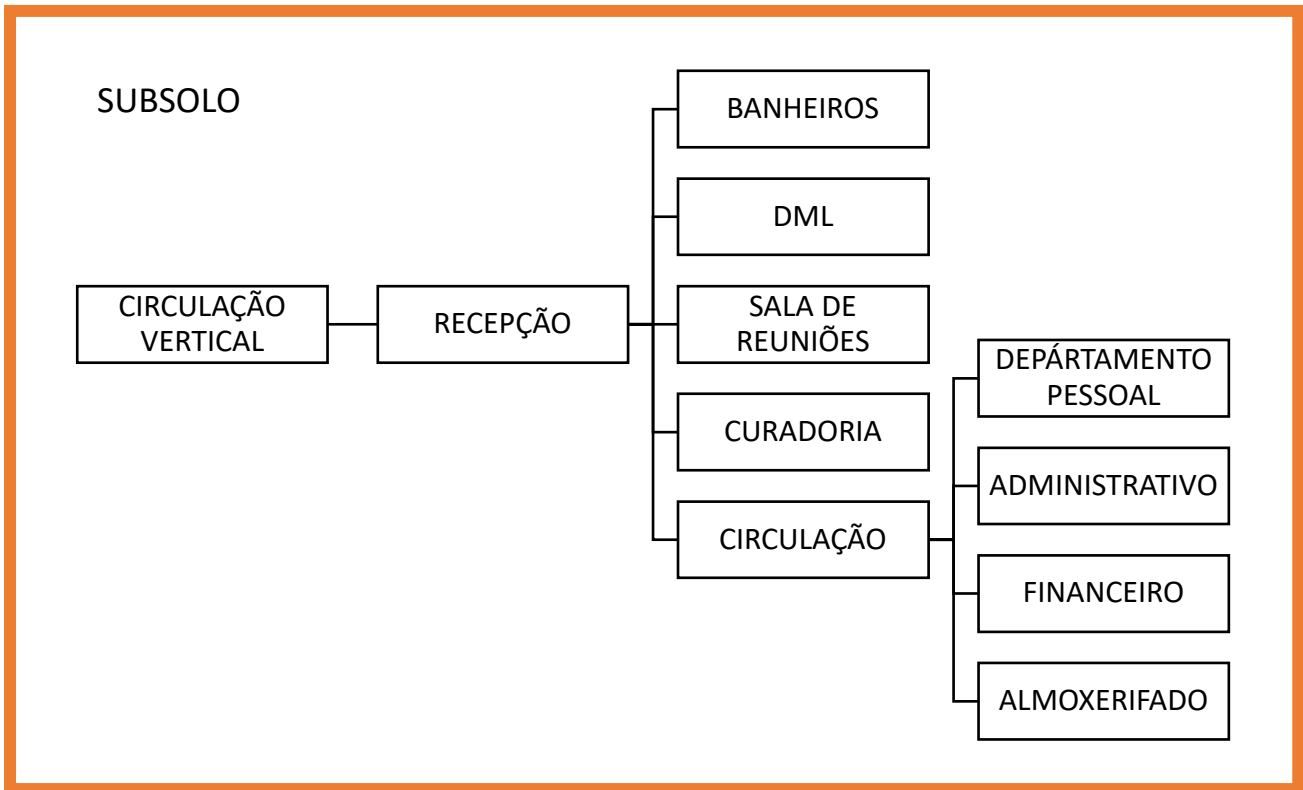 SUBSOLO
CIRCULAÇÃO
VERTICAL
RECEPÇÃO
BANHEIROS
DML
SALA DE
REUNIÕES
CURADORIA
CIRCULAÇÃO
DEPÁRTAMENTO
PESSOAL
ADMINISTRATIVO
FINANCEIRO
ALMOXERIFADO